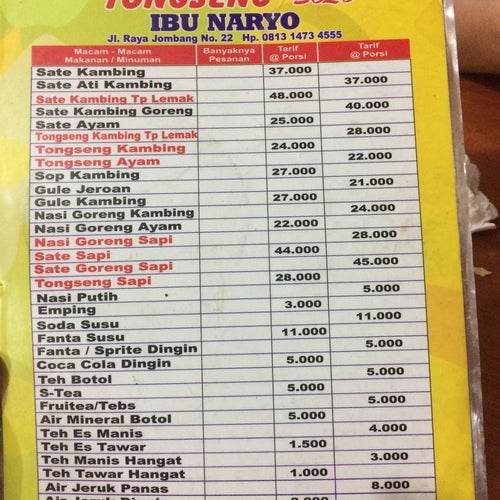 TONGSENG
IBU NARYO
Jl. Raya Jombang No. 22 Hp. 0813 1473 4555
Macam - Macam Makanan / Minuman Banyaknya Pesanan Tarif @ Porsi Tarif @ Porsi
Sate Kambing 37.000
Sate Ati Kambing 37.000
Sate Kambing Tp Lemak 48.000
Sate Kambing Goreng 40.000
Sate Ayam 25.000
Tongseng Kambing Tp Lemak 28.000
Tongseng Kambing 24.000
Tongseng Ayam 22.000
Sop Kambing 27.000
Gule Jeroan 21.000
Gule Kambing 27.000
Nasi Goreng Kambing 24.000
Nasi Goreng Ayam 22.000
Nasi Goreng Sapi 28.000
Sate Sapi 44.000
Sate Goreng Sapi 45.000
Tongseng Sapi 28.000
Nasi Putih 5.000
Emping 3.000
Soda Susu 11.000
Fanta Susu 11.000
Fanta / Sprite Dingin 5.000
Coca Cola Dingin 5.000
Teh Botol 5.000
S-Tea 5.000
Fruitea/Tebs 5.000
Air Mineral Botol 5.000
Teh Es Manis 4.000
Teh Es Tawar 1.500
Teh Manis Hangat 3.000
Teh Tawar Hangat 1.000
Air Jeruk Panas 8.000
Air Jeruk